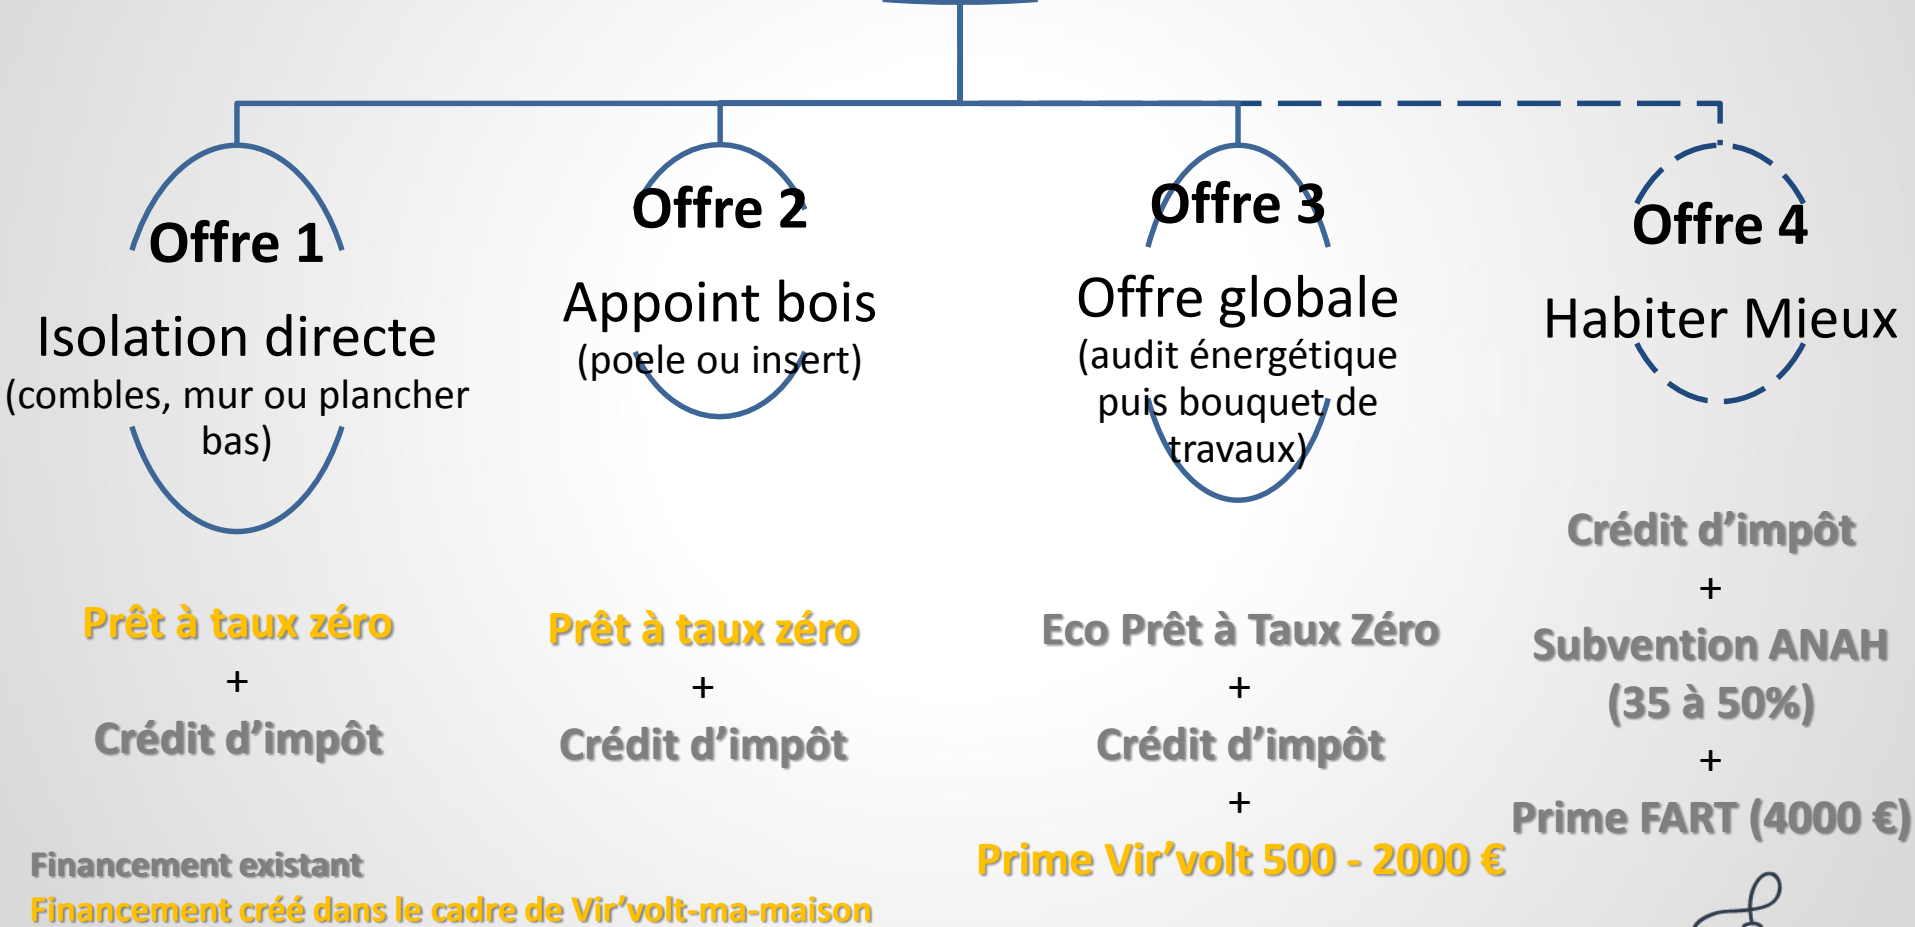 Offre 1
Isolation directe
(combles, mur ou plancher
bas)
Prêt à taux zéro
+
Crédit d’impôt
Offre 2
Appoint bois
(poele ou insert)
Prêt à taux zéro
+
Crédit d’impôt
Offre 3
Offre globale
(audit énergétique
puis bouquet de
travaux)
Eco Prêt à Taux Zéro
+
Crédit d’impôt
+
Prime Vir’volt 500 - 2000 €
Offre 4
Habiter Mieux
Crédit d’impôt
+
Subvention ANAH
(35 à 50%)
+
Prime FART (4000 €)
Financement existant
Financement créé dans le cadre de Vir’volt-ma-maison